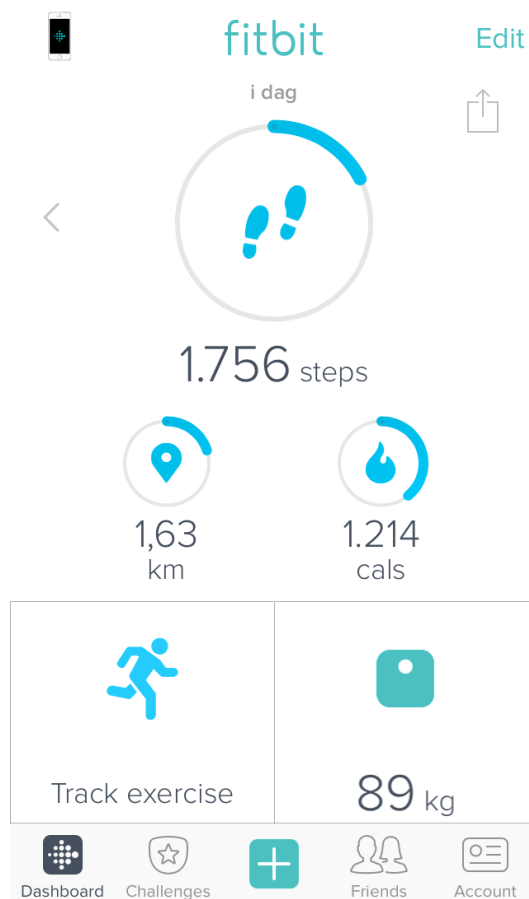 fitbit
Edit
i dag
1.756 steps
1,63
km
1.214
cals
Track exercise
89 kg
Dashboard
Challenges
Friends
Account